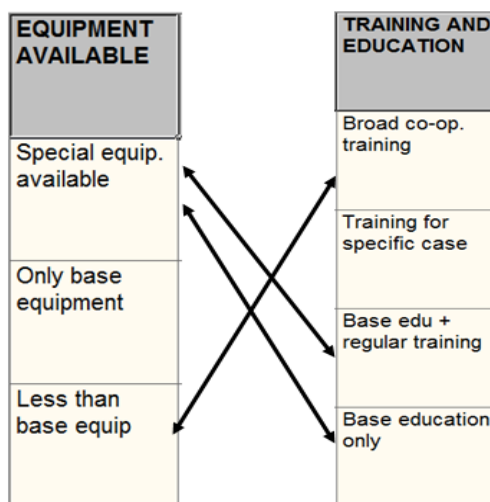 EQUIPMENT
AVAILABLE
Special equip.
available
Only base
equipment
Less than
base equip
TRAINING AND
EDUCATION
Broad co-op.
training
Training for
specific case
Base edu +
regular training
Base education
only